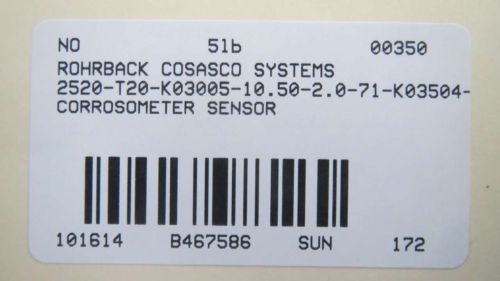 NO 5lb 00350
ROHRBACK COSASCO SYSTEMS
2520-T20-K03005-10.50-2.0-71-K03504-
CORROSOMETER SENSOR
101614 B467586 SUN 172